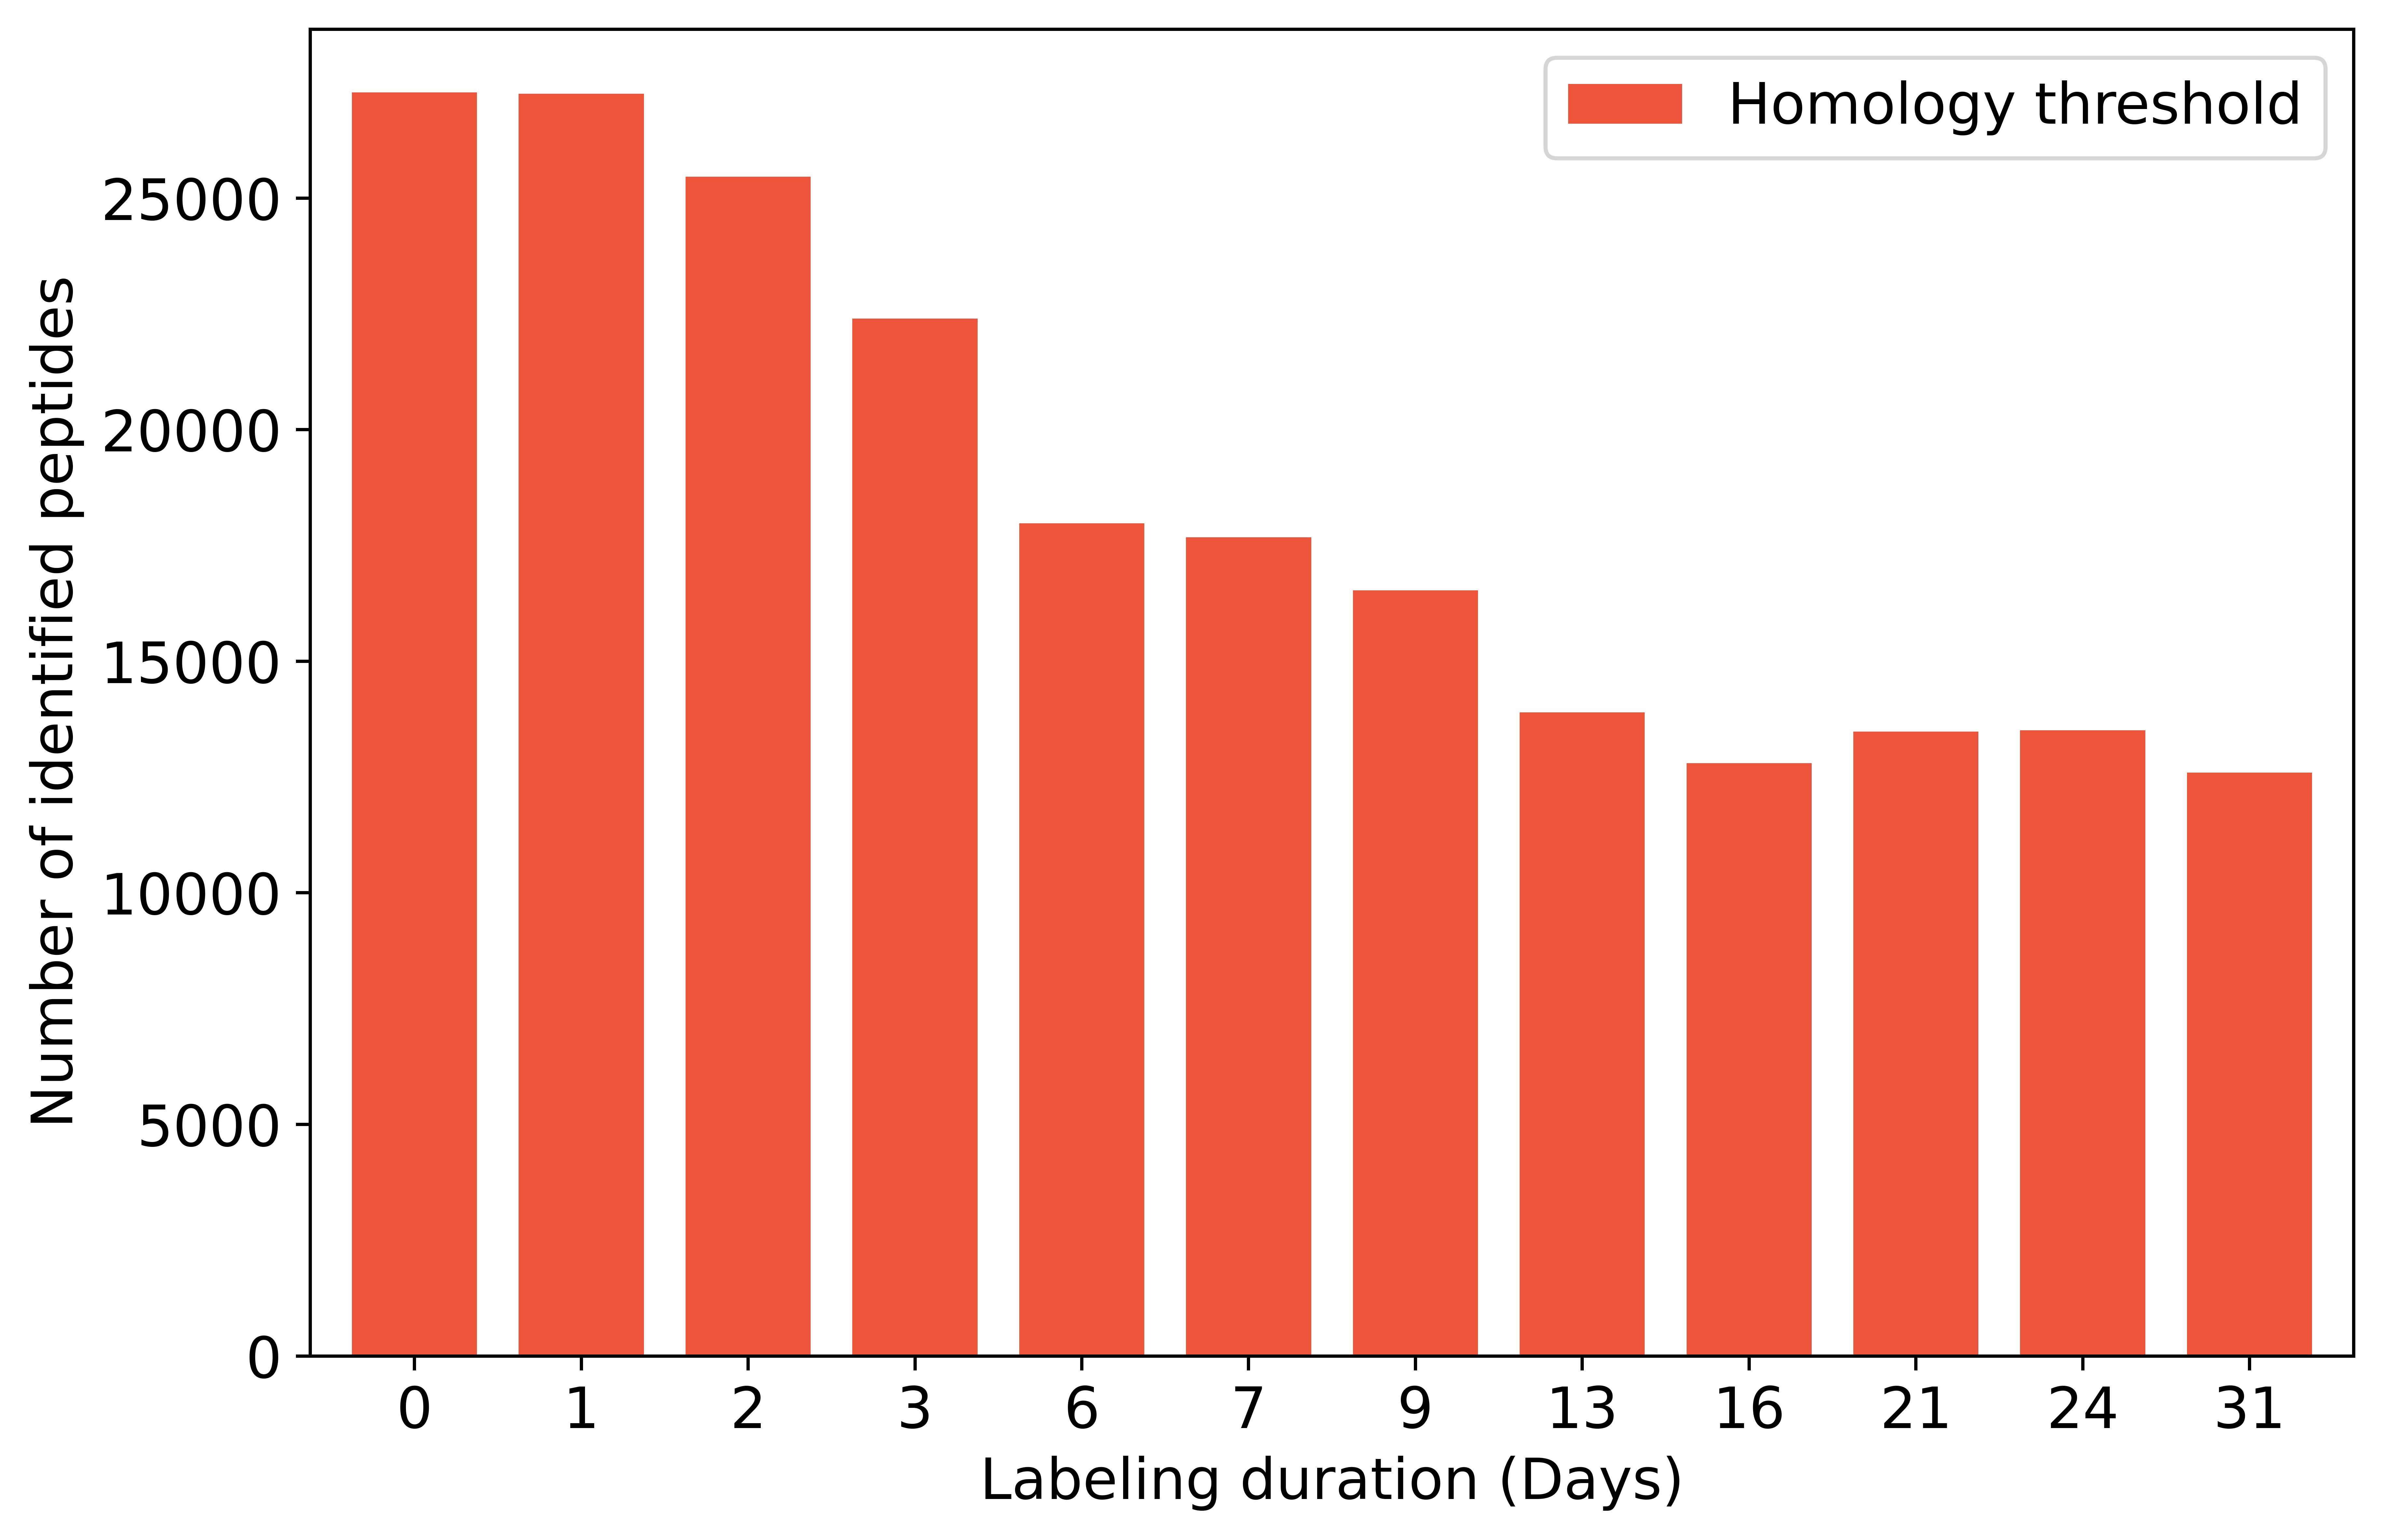 Homology threshold
Number of identified peptides
25000
20000
15000
10000
5000
0
0 1 2 3 6 7 9 13 16 21 24 31
Labeling duration (Days)